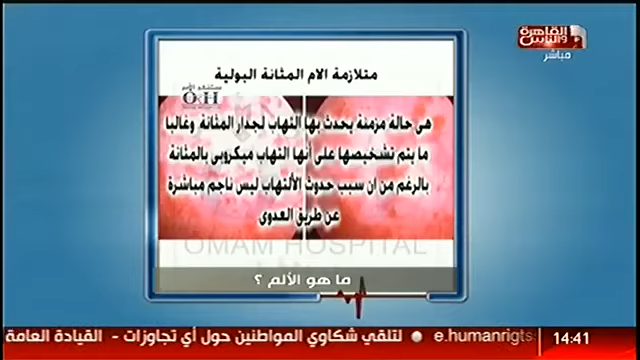 القاهرة
والناس
مباشر
متلازمة الام المثانة البولية
مستشفى الأمم
O&H
هى حالة مزمنة يحدث بها التهاب لجدار المثانة وغالبا
ما يتم تشخيصها على أنها التهاب ميكروبى بالمثانة
بالرغم من ان سبب حدوث الألتهاب ليس ناجم مباشرة
عن طريق العدوى
OMAM HOSPITAL
ما هو الألم ؟
e.humanrigts لتلقي شكاوي المواطنين حول أي تجاوزات - القيادة العامة
14:41